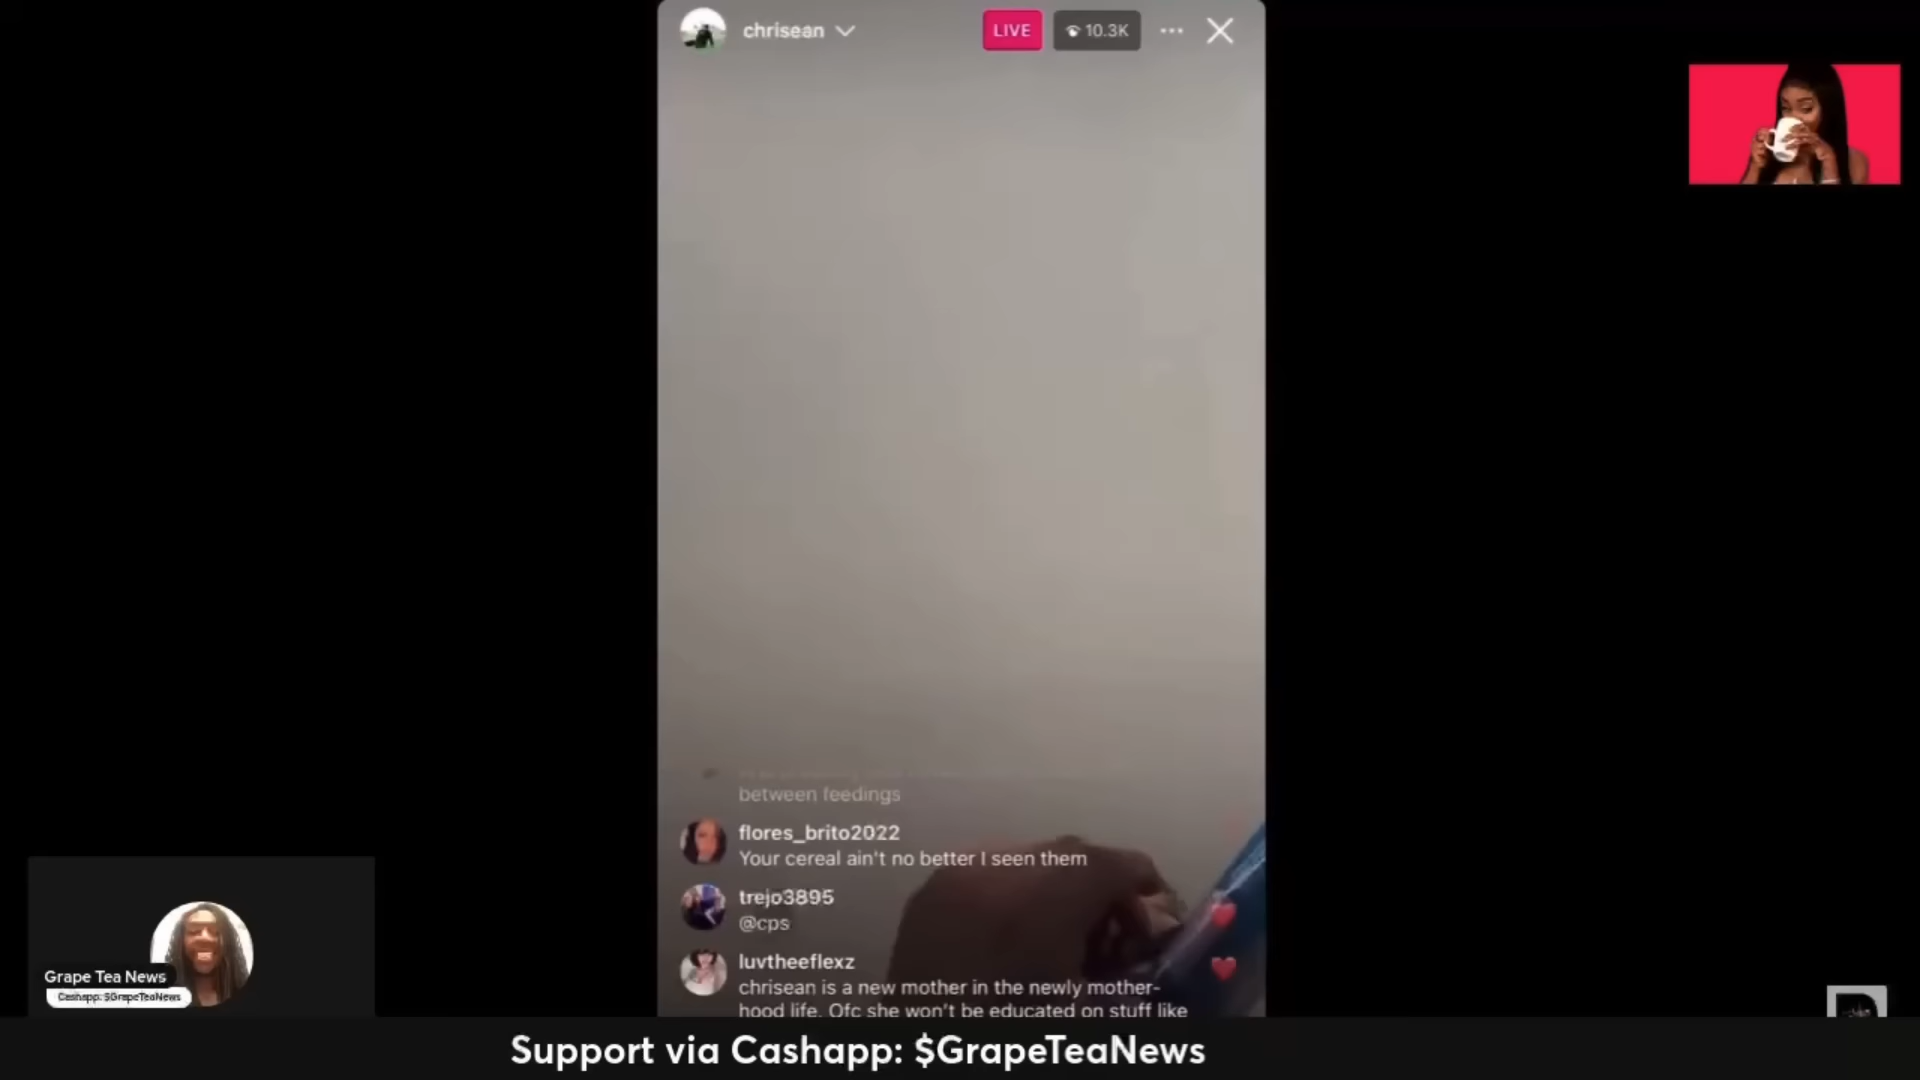 chrisean
LIVE
10.3K
between feedings
flores_brito2022
Your cereal ain't no better I seen them
trejo3895
@cps
luvtheeflexz
chrisean is a new mother in the newly mother-
hood life. Ofc she won't be educated on stuff like
Grape Tea News
Cashapp: $GrapeTeaNews
Support via Cashapp: $GrapeTeaNews